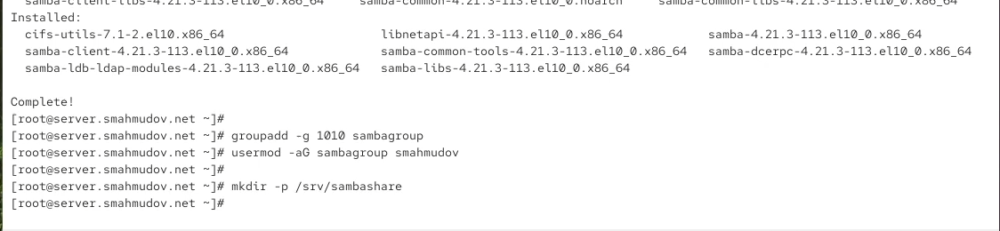 samba-client-libs-4.21.3-113.el10_0.x86_64 samba-common-4.21.3-113.el10_0.noarch samba-common-libs-4.21.3-113.el10_0.x86_64
Installed:
cifs-utils-7.1-2.el10.x86_64 libnetapi-4.21.3-113.el10_0.x86_64 samba-4.21.3-113.el10_0.x86_64
samba-client-4.21.3-113.el10_0.x86_64 samba-common-tools-4.21.3-113.el10_0.x86_64 samba-dcerpc-4.21.3-113.el10_0.x86_64
samba-ldb-ldap-modules-4.21.3-113.el10_0.x86_64 samba-libs-4.21.3-113.el10_0.x86_64
Complete!
[root@server.smahmudov.net ~]#
[root@server.smahmudov.net ~]# groupadd -g 1010 sambagroup
[root@server.smahmudov.net ~]# usermod -aG sambagroup smahmudov
[root@server.smahmudov.net ~]#
[root@server.smahmudov.net ~]# mkdir -p /srv/sambashare
[root@server.smahmudov.net ~]#